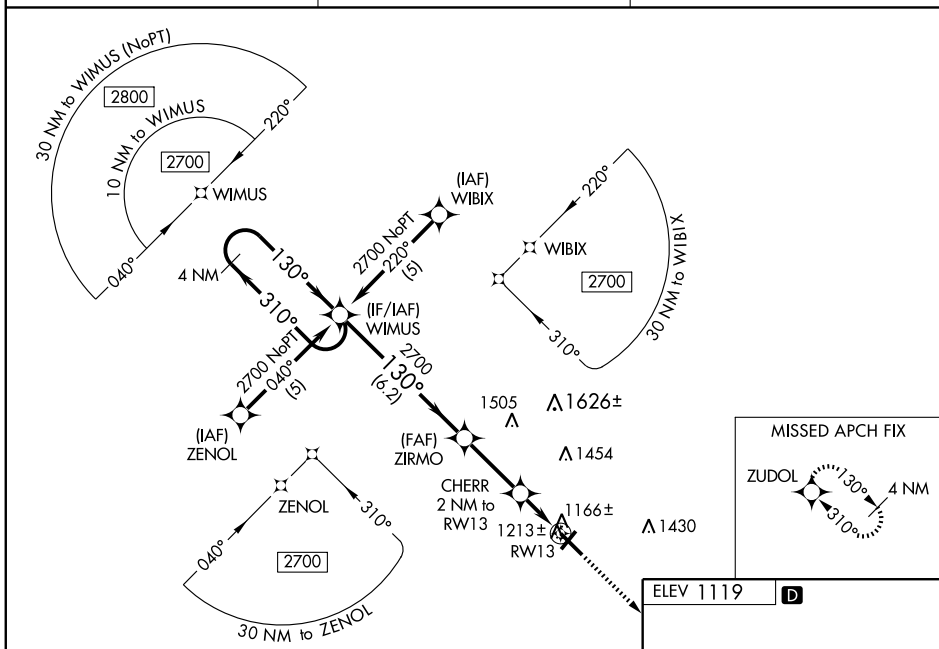 30 NM to WIMUS (NoPT)
2800
10 NM to WIMUS
2700
220°
WIMUS
040°
(IAF)
WIBIX
2700 NoPT
220°
(5)
220°
WIBIX
2700
310°
30 NM to WIBIX
4 NM
130°
310°
(IF/IAF)
WIMUS
2700 NoPT
040°
(5)
(IAF)
ZENOL
2700
130°
(6.2)
1505
1626±
(FAF)
ZIRMO
1454
CHERR
2 NM to
RW13
1166±
1213±
RW13
1430
ZENOL
040°
310°
2700
30 NM to ZENOL
MISSED APCH FIX
ZUDOL
130°
310°
4 NM
ELEV 1119
D